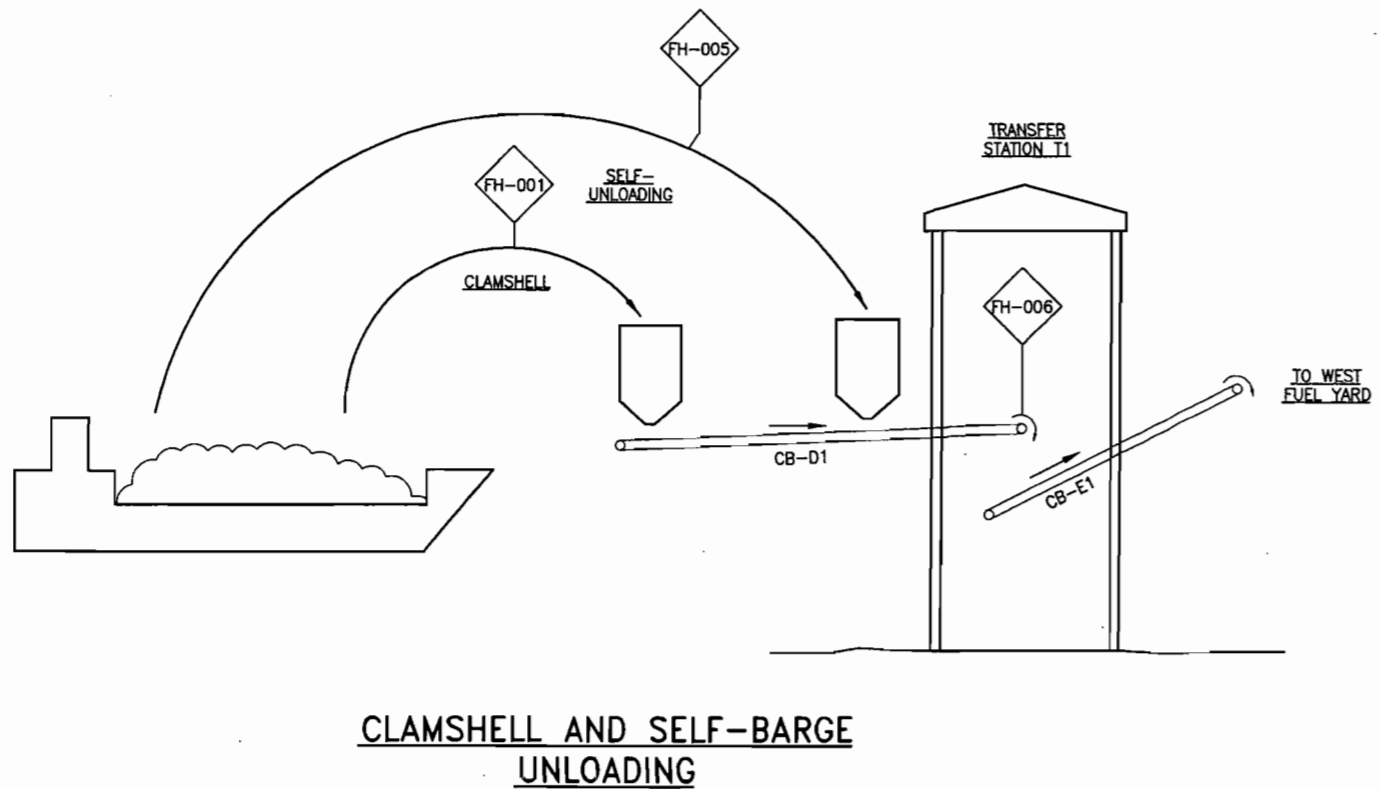 FH-005
TRANSFER
STATION T1
FH-001
SELF-
UNLOADING
CLAMSHELL
FH-006
TO WEST
FUEL YARD
CB-D1
CB-E1
CLAMSHELL AND SELF-BARGE
UNLOADING